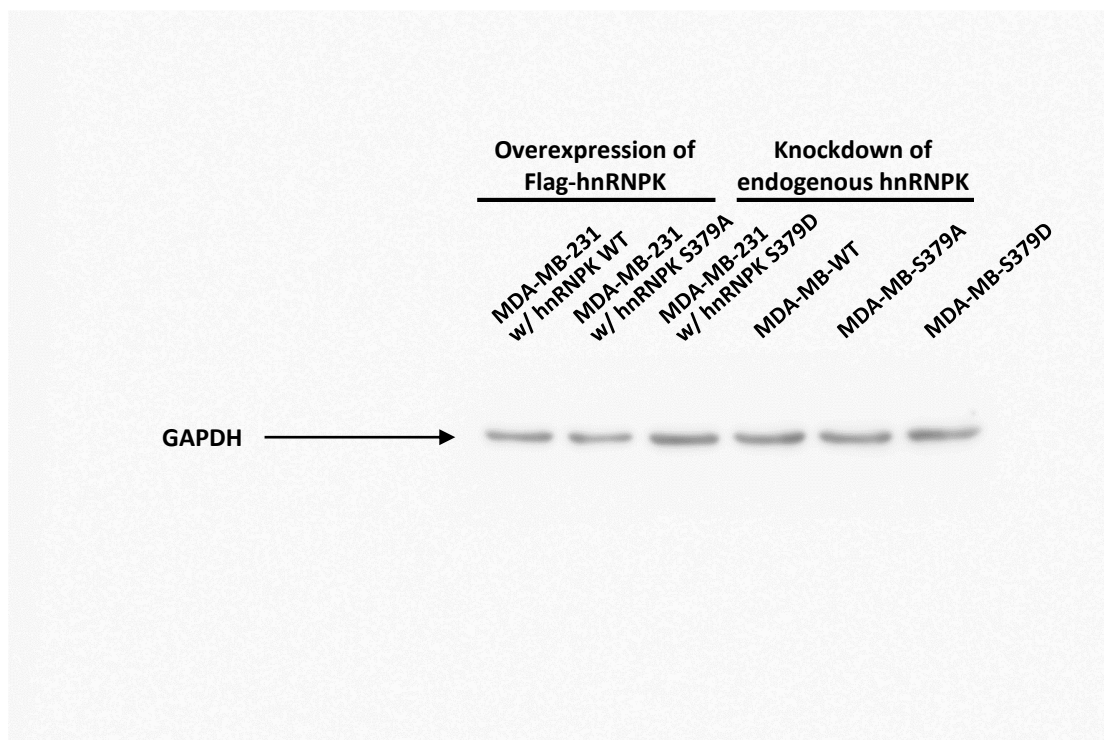 Overexpression of
Flag-hnRNPK
Knockdown of
endogenous hnRNPK
MDA-MB-231
w/ hnRNPK WT
MDA-MB-231
w/ hnRNPK S379A
MDA-MB-231
w/ hnRNPK S379D
MDA-MB-WT
MDA-MB-S379A
MDA-MB-S379D
GAPDH